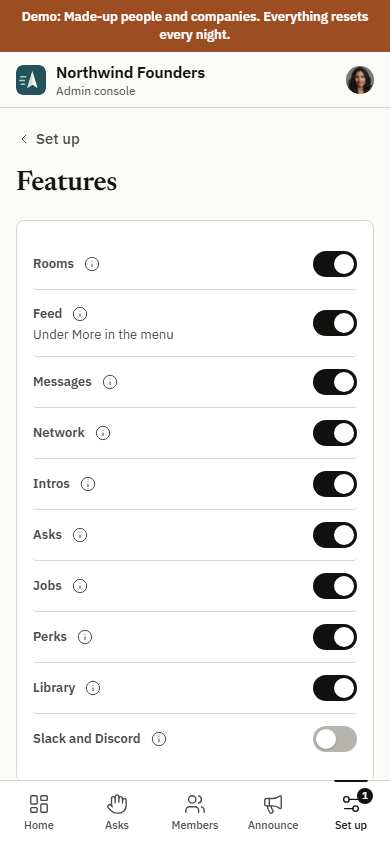 Demo: Made-up people and companies. Everything resets
every night.
Northwind Founders
Admin console
Set up
Features
Rooms
Feed
Under More in the menu
Messages
Network
Intros
Asks
Jobs
Perks
Library
Slack and Discord
1
Home
Asks
Members
Announce
Set up